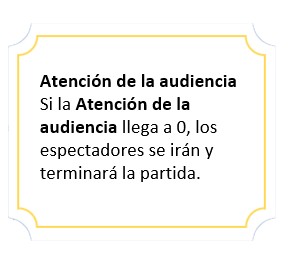 Atención de la audiencia
Si la Atención de la
audiencia llega a 0, los
espectadores se irán y
terminará la partida.